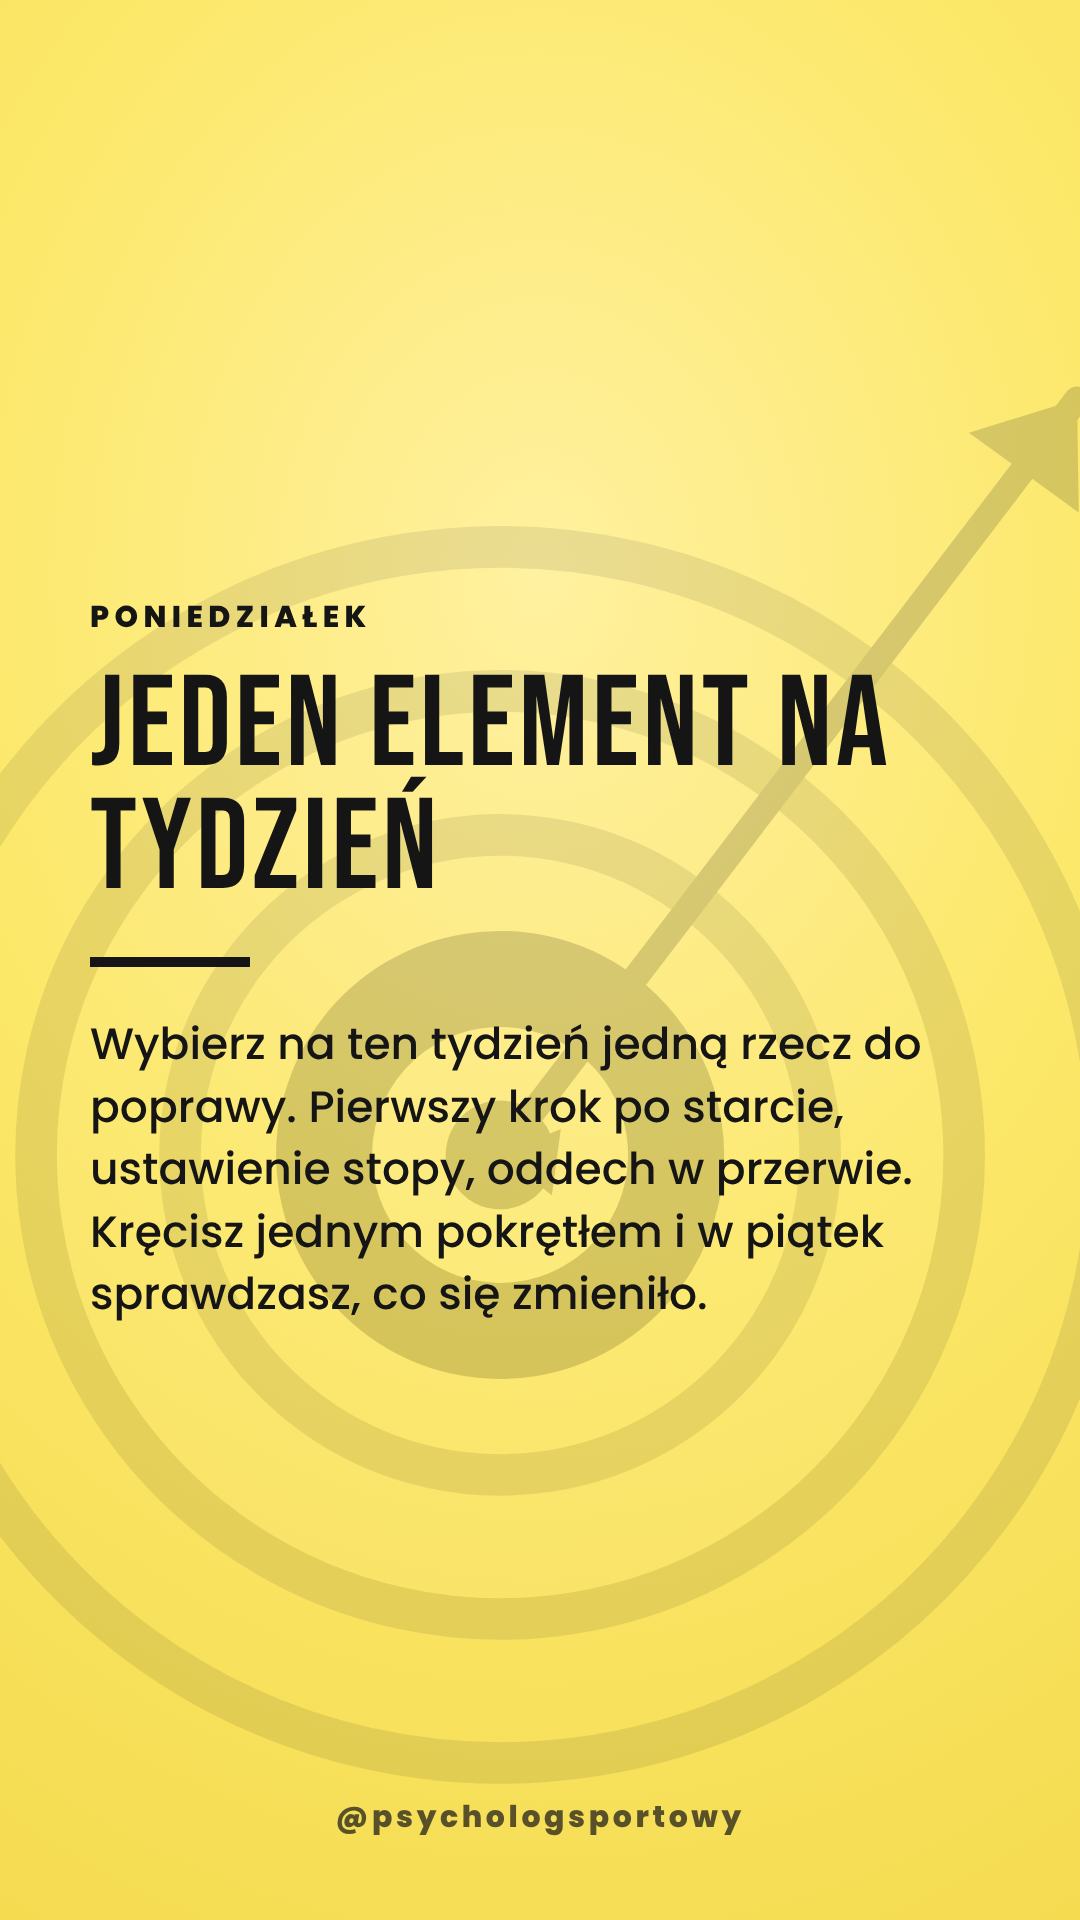 PONIEDZIAŁEK
JEDEN ELEMENT NA
TYDZIEŃ
Wybierz na ten tydzień jedną rzecz do
poprawy. Pierwszy krok po starcie,
ustawienie stopy, oddech w przerwie.
Kręcisz jednym pokrętłem i w piątek
sprawdzasz, co się zmieniło.
@psychologsportowy